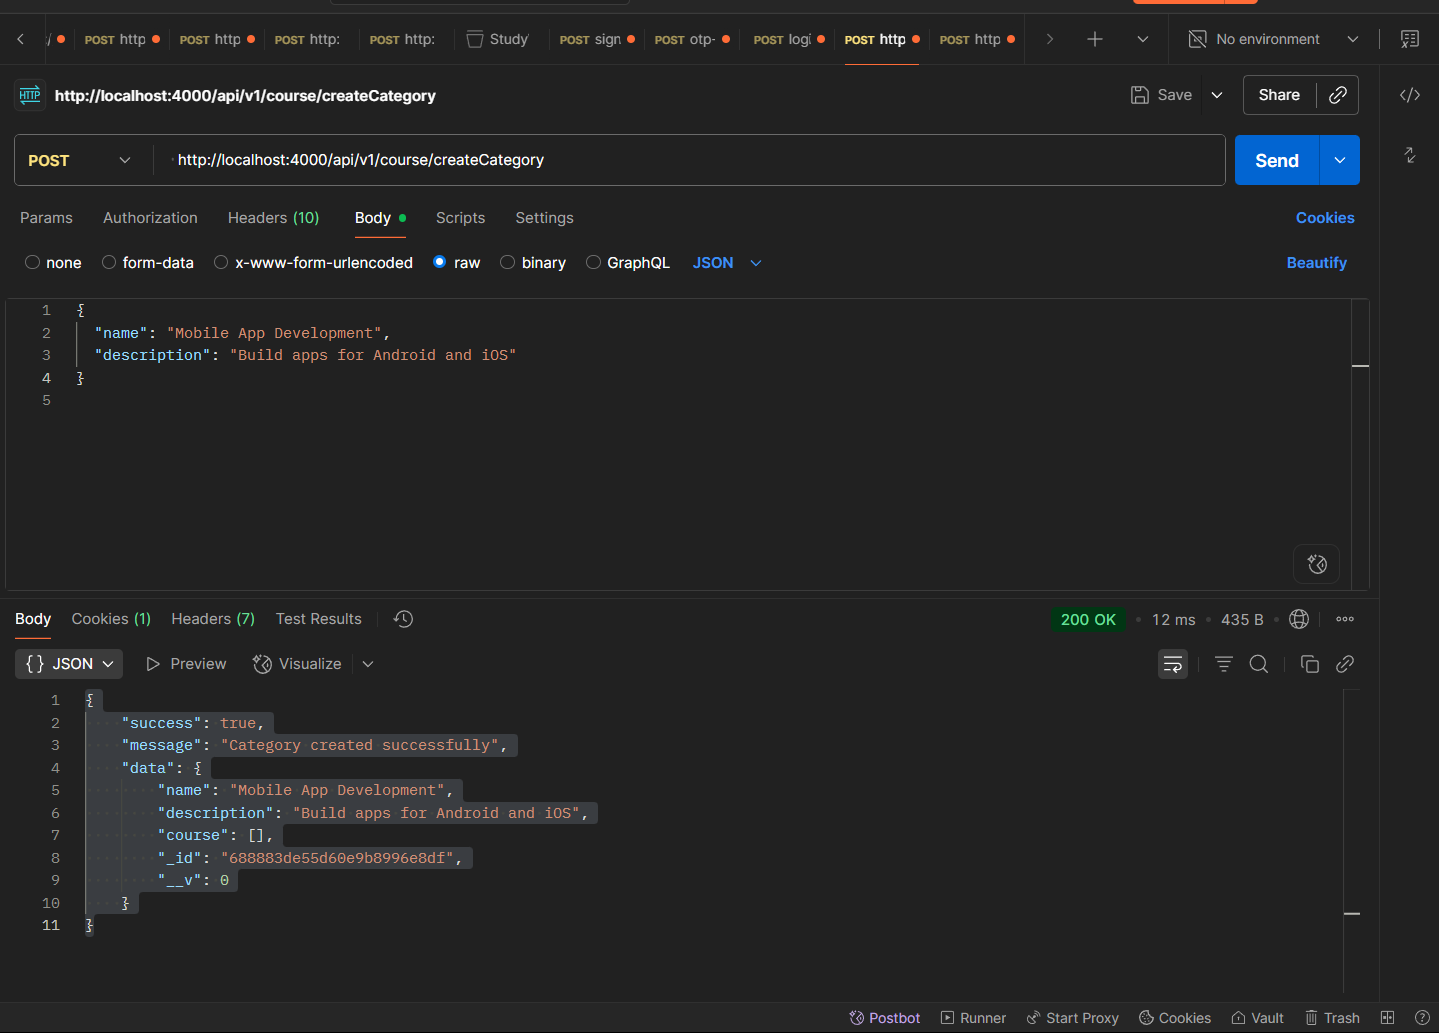 POST http POST http POST http: POST http: Study POST sign POST otp- POST logi POST http POST http No environment
HTTP http://localhost:4000/api/v1/course/createCategory Save Share
POST http://localhost:4000/api/v1/course/createCategory Send
Params Authorization Headers (10) Body Scripts Settings Cookies
none form-data x-www-form-urlencoded raw binary GraphQL JSON Beautify
1 {
2 "name": "Mobile App Development",
3 "description": "Build apps for Android and iOS"
4 }
5
Body Cookies (1) Headers (7) Test Results 200 OK • 12 ms • 435 B •
{} JSON Preview Visualize
1 {
2 "success": true,
3 "message": "Category created successfully",
4 "data": {
5 "name": "Mobile App Development",
6 "description": "Build apps for Android and iOS",
7 "course": [],
8 "_id": "688883de55d60e9b8996e8df",
9 "__v": 0
10 }
11 }
Postbot Runner Start Proxy Cookies Vault Trash